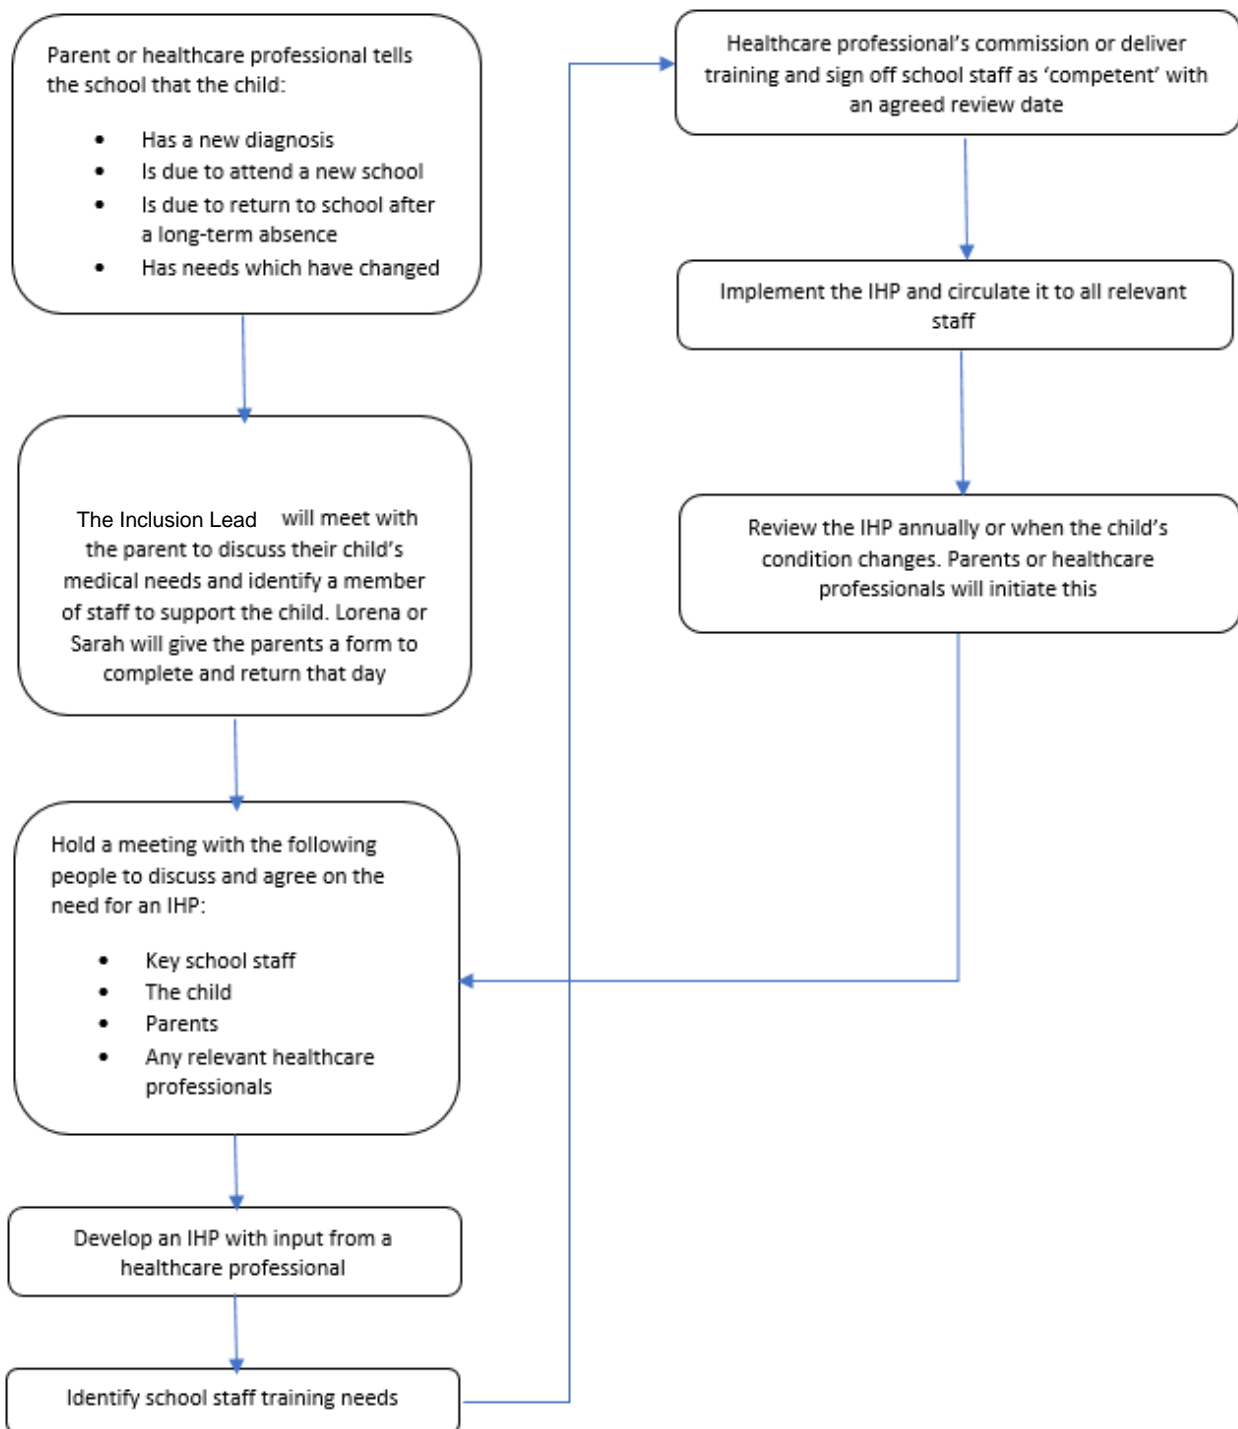 Parent or healthcare professional tells
the school that the child:
• Has a new diagnosis
• Is due to attend a new school
• Is due to return to school after
a long-term absence
• Has needs which have changed
The Inclusion Lead will meet with
the parent to discuss their child's
medical needs and identify a member
of staff to support the child. Lorena or
Sarah will give the parents a form to
complete and return that day
Hold a meeting with the following
people to discuss and agree on the
need for an IHP:
• Key school staff
• The child
• Parents
• Any relevant healthcare
professionals
Develop an IHP with input from a
healthcare professional
Identify school staff training needs
Healthcare professional's commission or deliver
training and sign off school staff as 'competent' with
an agreed review date
Implement the IHP and circulate it to all relevant
staff
Review the IHP annually or when the child's
condition changes. Parents or healthcare
professionals will initiate this